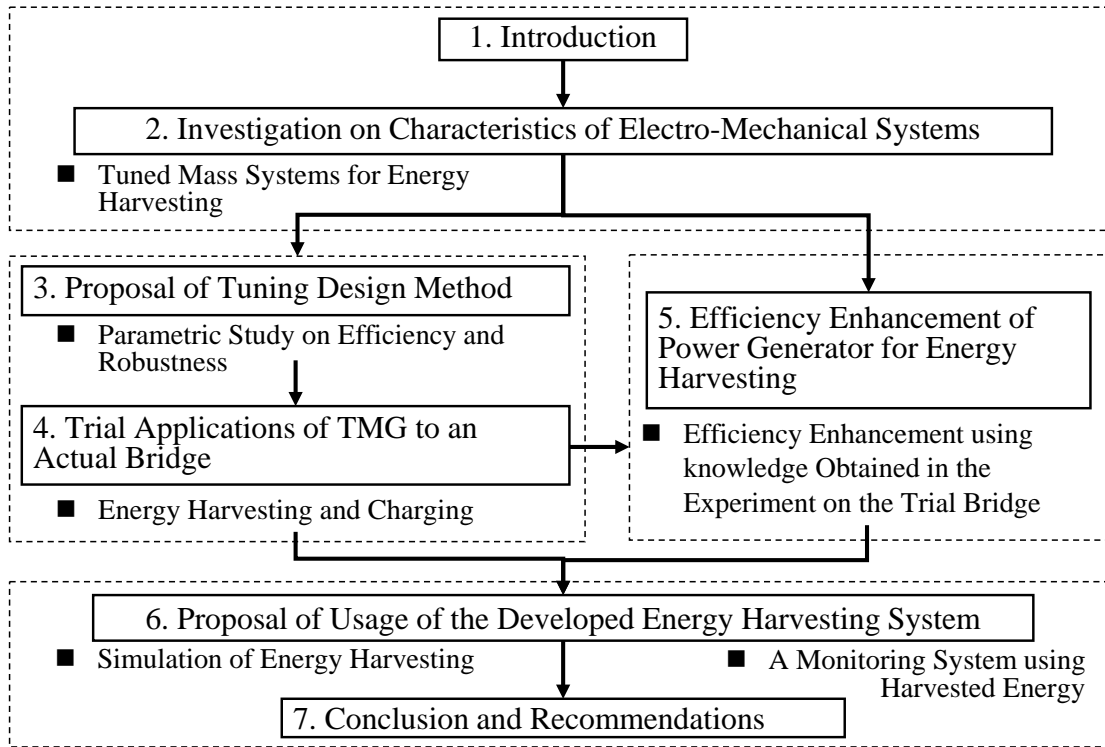 1. Introduction
2. Investigation on Characteristics of Electro-Mechanical Systems
■ Tuned Mass Systems for Energy
Harvesting
3. Proposal of Tuning Design Method
■ Parametric Study on Efficiency and
Robustness
4. Trial Applications of TMG to an
Actual Bridge
■ Energy Harvesting and Charging
5. Efficiency Enhancement of
Power Generator for Energy
Harvesting
■ Efficiency Enhancement using
knowledge Obtained in the
Experiment on the Trial Bridge
6. Proposal of Usage of the Developed Energy Harvesting System
■ Simulation of Energy Harvesting
■ A Monitoring System using
Harvested Energy
7. Conclusion and Recommendations